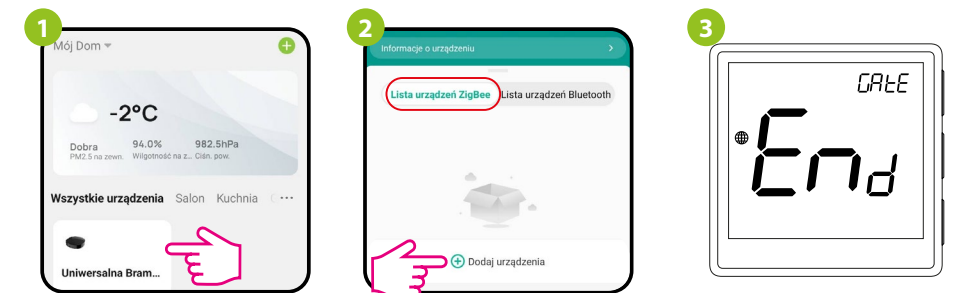 1
Mój Dom
-2°C
Dobra 94.0% 982.5hPa
PM2.5 na zewn. Wilgotność na z... Ciśn. pow.
Wszystkie urządzenia Salon Kuchnia ...
Uniwersalna Bram...
2
Informacje o urządzeniu
Lista urządzeń ZigBee Lista urządzeń Bluetooth
Dodaj urządzenia
3
GAtE
End